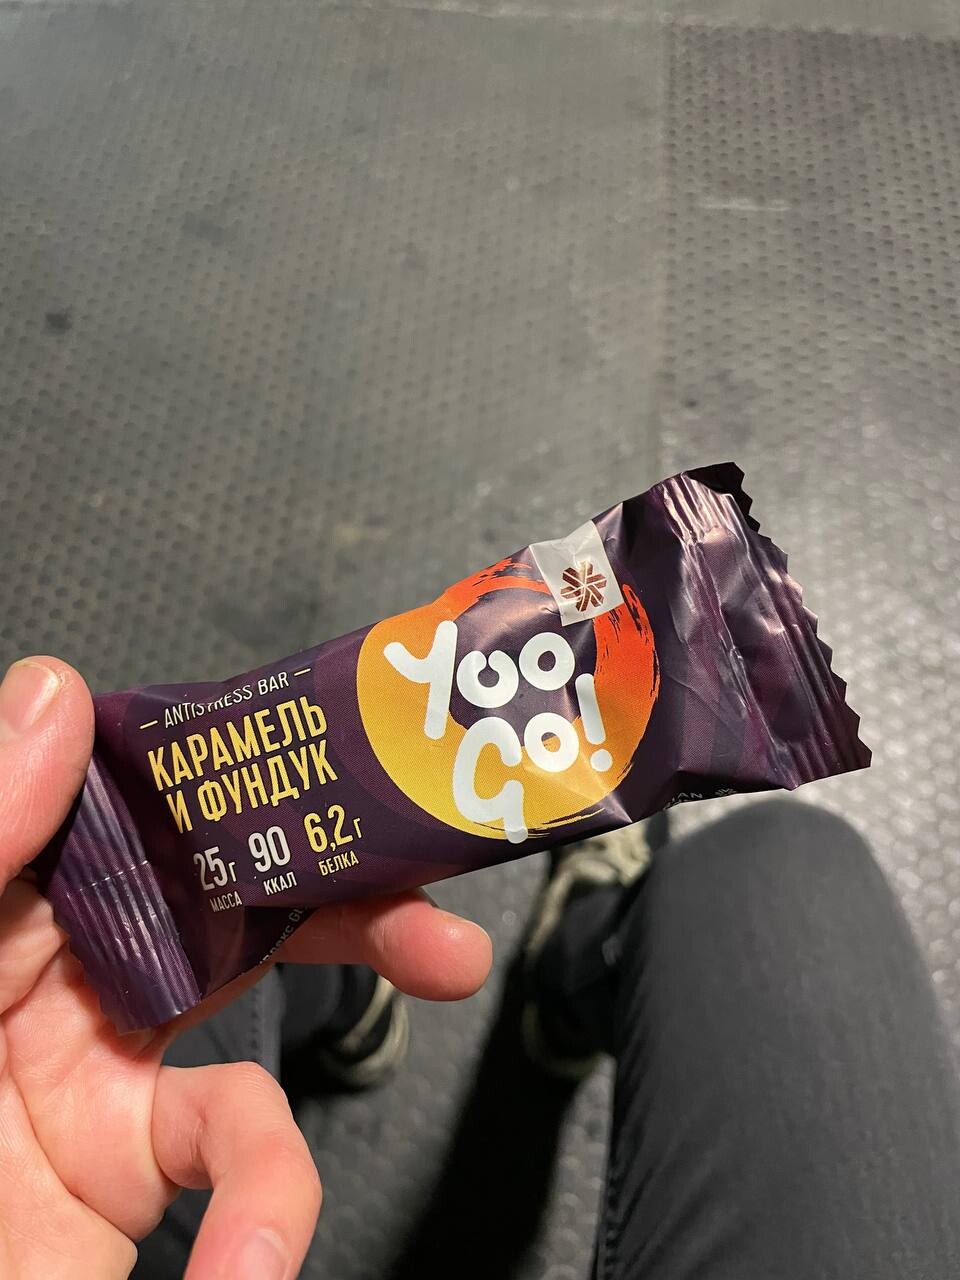 — ANTISTRESS BAR —
КАРАМЕЛЬ
И ФУНДУК
25г 90 6,2г
МАССА ККАЛ БЕЛКА
YOO
GO!